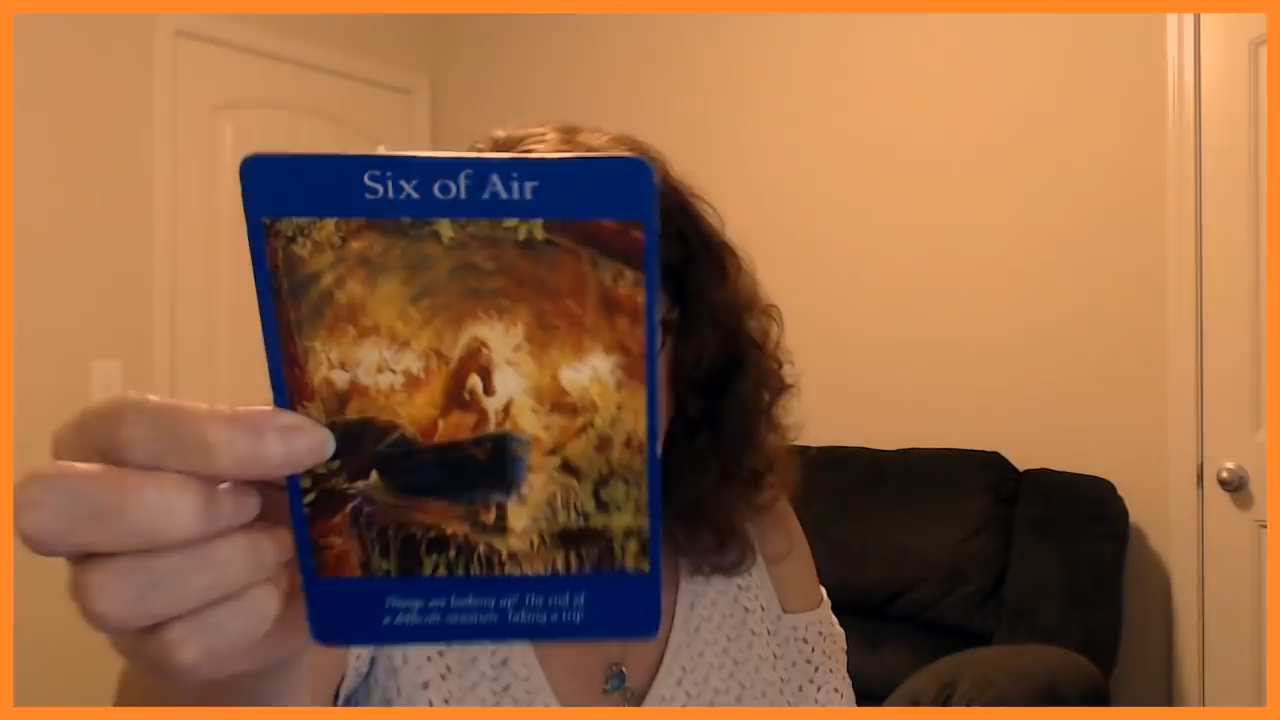 Six of Air
Things are looking up! The end of
a difficult situation. Taking a trip.